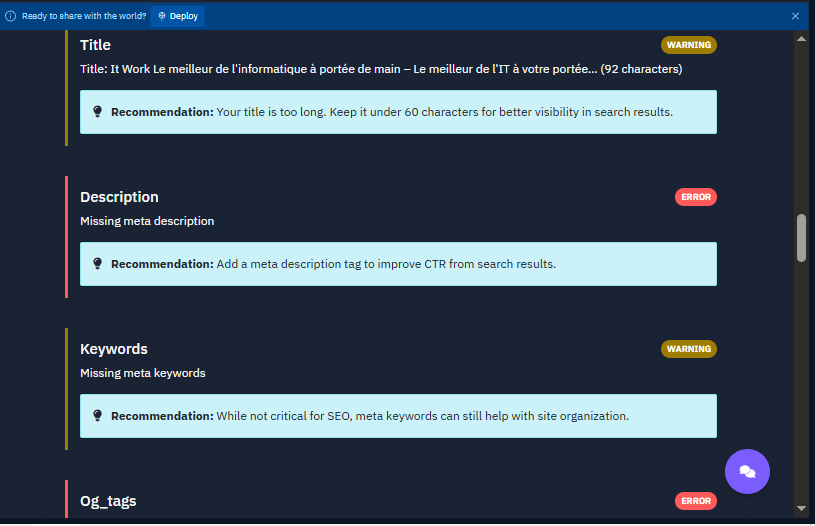 Ready to share with the world? Deploy
Title
WARNING
Title: It Work Le meilleur de l'informatique à portée de main – Le meilleur de l'IT à votre portée... (92 characters)
Recommendation: Your title is too long. Keep it under 60 characters for better visibility in search results.
Description
ERROR
Missing meta description
Recommendation: Add a meta description tag to improve CTR from search results.
Keywords
WARNING
Missing meta keywords
Recommendation: While not critical for SEO, meta keywords can still help with site organization.
Og_tags
ERROR